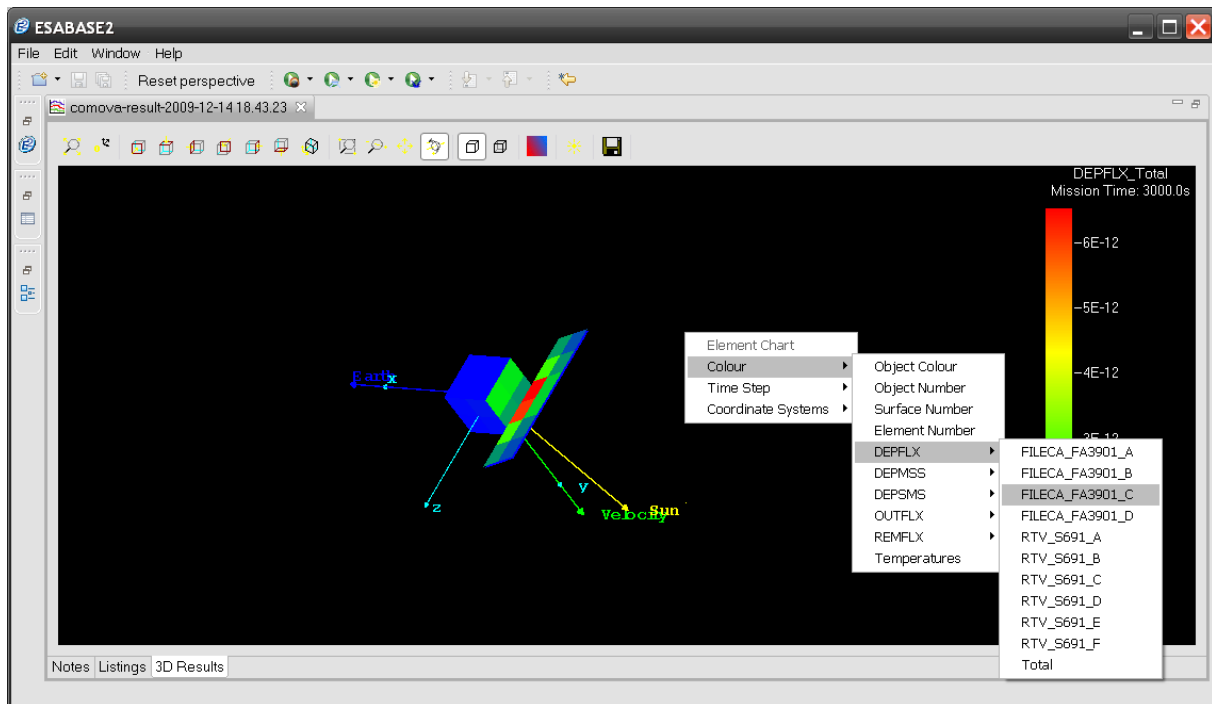 ESABASE2
File Edit Window Help
Reset perspective
comova-result-2009-12-14 18.43.23
DEPFLX_Total
Mission Time: 3000.0s
-6E-12
-5E-12
-4E-12
3E-12
Earth
x
z
y
Velocity
Sun
Element Chart
Colour
Time Step
Coordinate Systems
Object Colour
Object Number
Surface Number
Element Number
DEPFLX
DEPMSS
DEPSMS
OUTFLX
REMFLX
Temperatures
FILECA_FA3901_A
FILECA_FA3901_B
FILECA_FA3901_C
FILECA_FA3901_D
RTV_S691_A
RTV_S691_B
RTV_S691_C
RTV_S691_D
RTV_S691_E
RTV_S691_F
Total
Notes Listings 3D Results